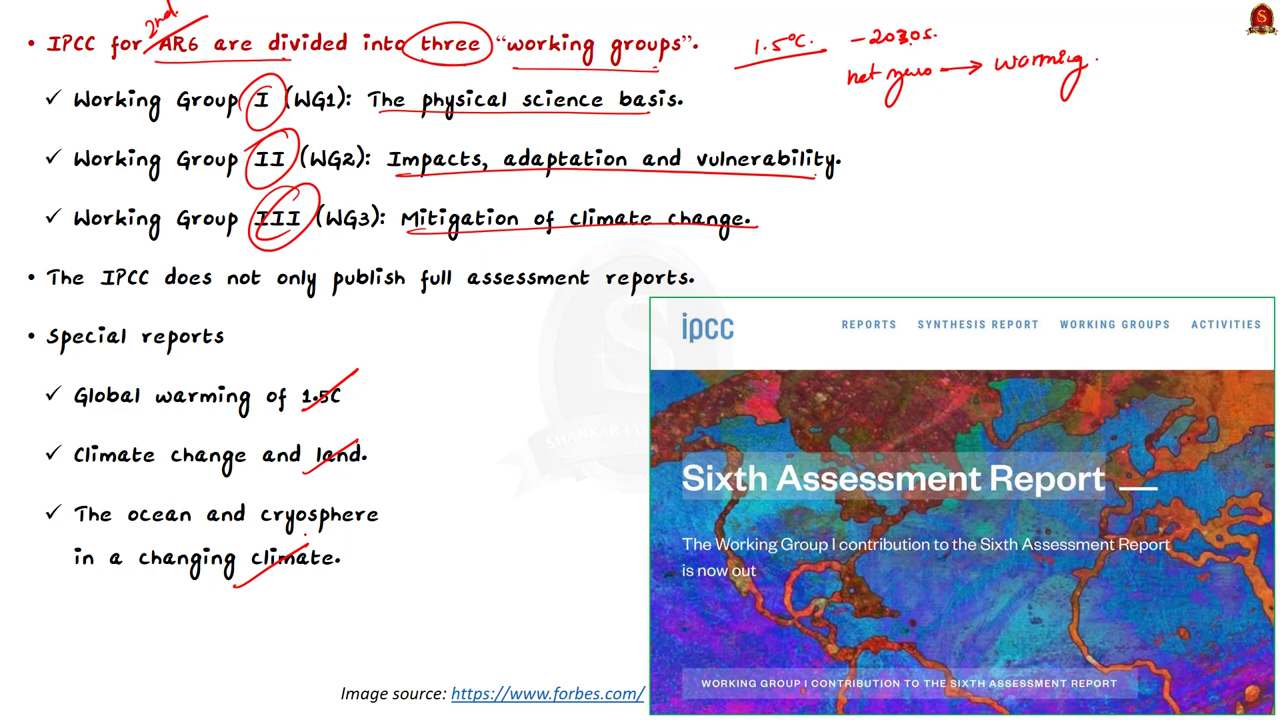 2nd
• IPCC for AR6 are divided into three "working groups".
1.5°C. - 2030s.
net zero → warming.
✓ Working Group I (WG1): The physical science basis.
✓ Working Group II (WG2): Impacts, adaptation and vulnerability.
✓ Working Group III (WG3): Mitigation of climate change.
• The IPCC does not only publish full assessment reports.
• Special reports
✓ Global warming of 1.5C
✓ Climate change and land.
✓ The ocean and cryosphere
in a changing climate.
ipcc
REPORTS SYNTHESIS REPORT WORKING GROUPS ACTIVITIES
Sixth Assessment Report
The Working Group I contribution to the Sixth Assessment Report
is now out
WORKING GROUP I CONTRIBUTION TO THE SIXTH ASSESSMENT REPORT
Image source: https://www.forbes.com/